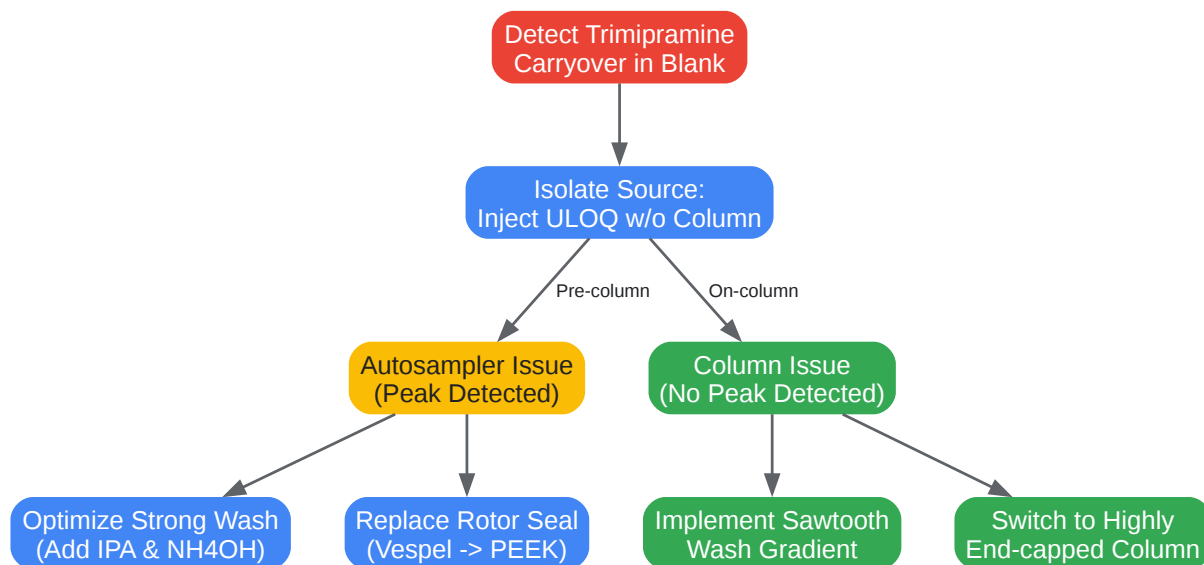 Detect Trimipramine
Carryover in Blank
Isolate Source:
Inject ULOQ w/o Column
Pre-column
On-column
Autosampler Issue
(Peak Detected)
Column Issue
(No Peak Detected)
Optimize Strong Wash
(Add IPA & NH4OH)
Replace Rotor Seal
(Vespel -> PEEK)
Implement Sawtooth
Wash Gradient
Switch to Highly
End-capped Column